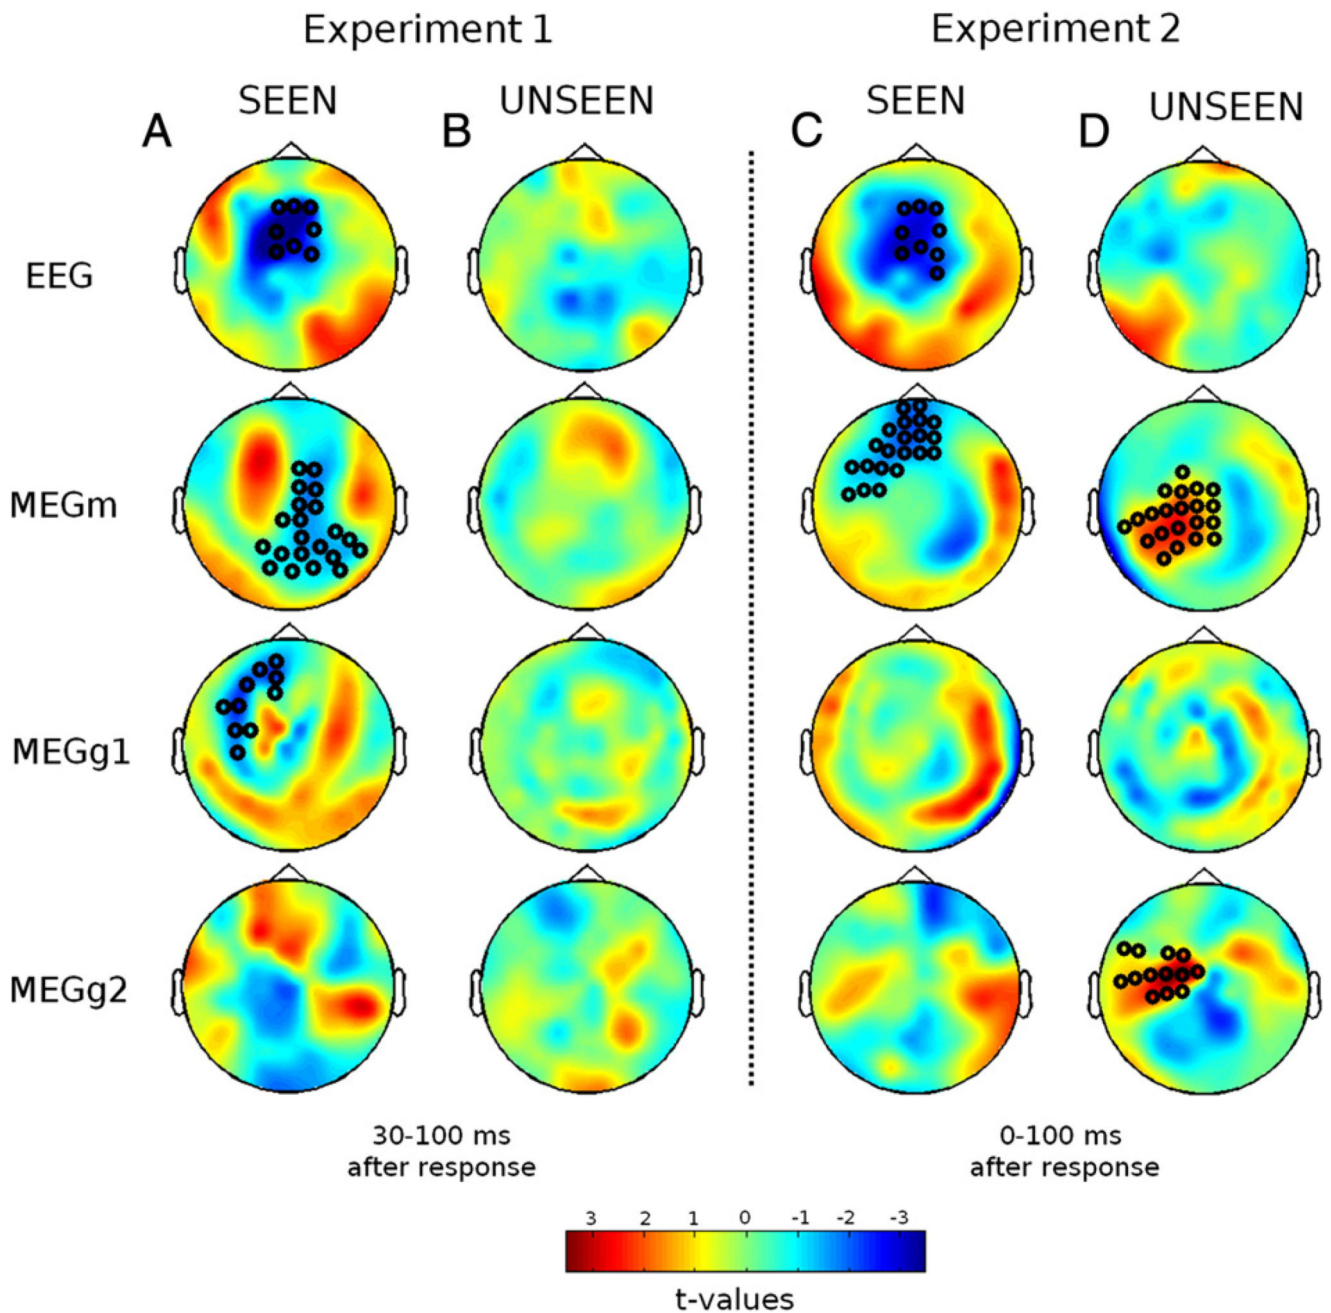 Experiment 1
Experiment 2
A
SEEN
B
UNSEEN
C
SEEN
D
UNSEEN
EEG
MEGm
MEGg1
MEGg2
30-100 ms
after response
0-100 ms
after response
3 2 1 0 -1 -2 -3
t-values